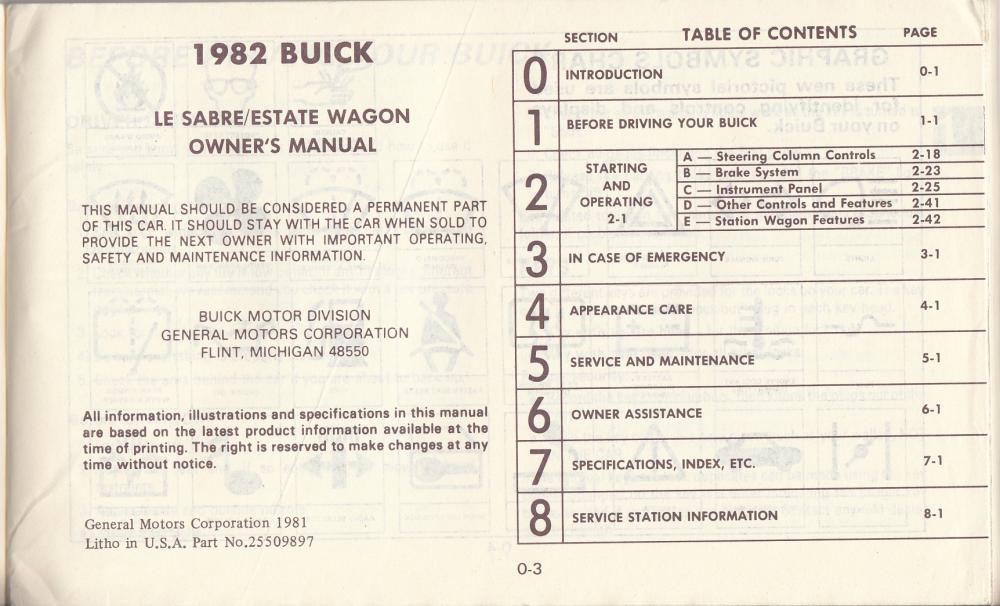 1982 BUICK
LE SABRE/ESTATE WAGON
OWNER'S MANUAL
THIS MANUAL SHOULD BE CONSIDERED A PERMANENT PART
OF THIS CAR. IT SHOULD STAY WITH THE CAR WHEN SOLD TO
PROVIDE THE NEXT OWNER WITH IMPORTANT OPERATING,
SAFETY AND MAINTENANCE INFORMATION.
BUICK MOTOR DIVISION
GENERAL MOTORS CORPORATION
FLINT, MICHIGAN 48550
All information, illustrations and specifications in this manual
are based on the latest product information available at the
time of printing. The right is reserved to make changes at any
time without notice.
General Motors Corporation 1981
Litho in U.S.A. Part No.25509897
SECTION TABLE OF CONTENTS PAGE
0 INTRODUCTION 0-1
1 BEFORE DRIVING YOUR BUICK 1-1
2 STARTING
AND
OPERATING
2-1
A — Steering Column Controls 2-18
B — Brake System 2-23
C — Instrument Panel 2-25
D — Other Controls and Features 2-41
E — Station Wagon Features 2-42
3 IN CASE OF EMERGENCY 3-1
4 APPEARANCE CARE 4-1
5 SERVICE AND MAINTENANCE 5-1
6 OWNER ASSISTANCE 6-1
7 SPECIFICATIONS, INDEX, ETC. 7-1
8 SERVICE STATION INFORMATION 8-1
0-3